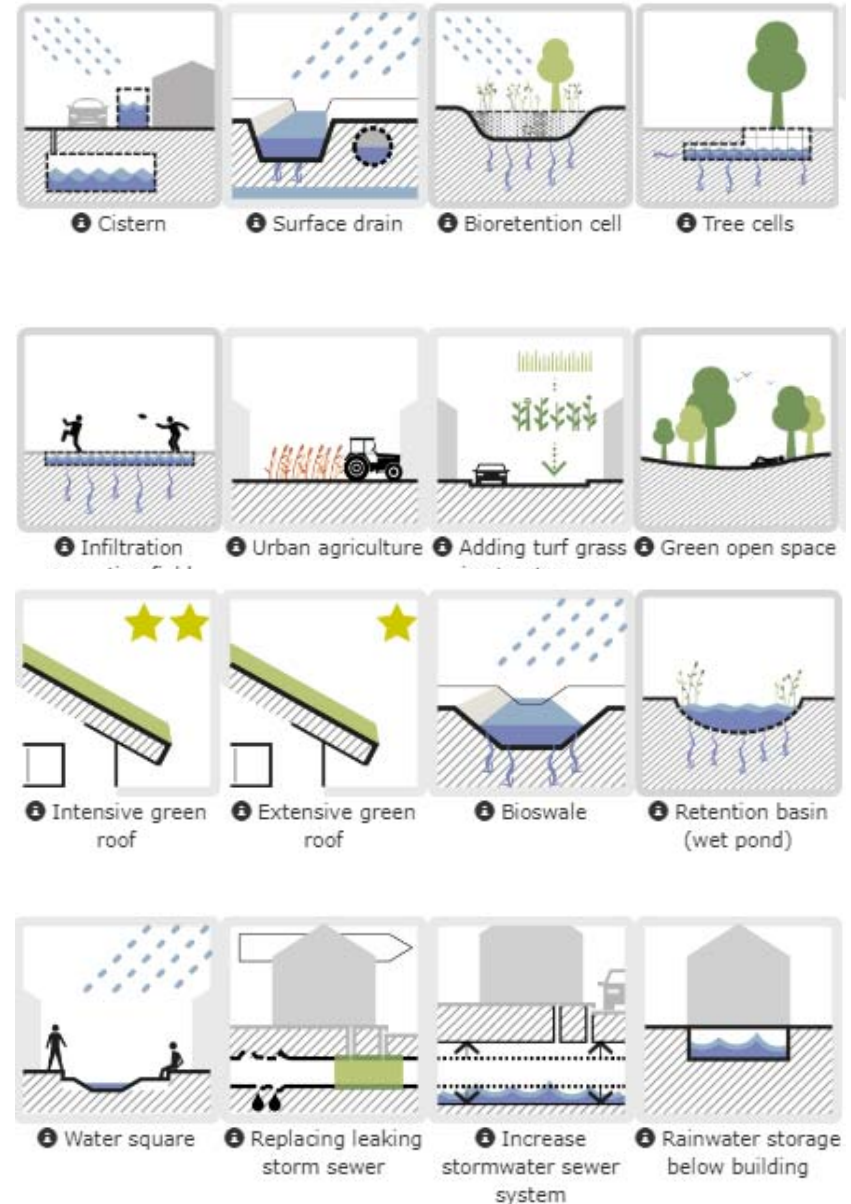 Cistern
Surface drain
Bioretention cell
Tree cells
Infiltration
Urban agriculture
Adding turf grass
Green open space
Intensive green
roof
Extensive green
roof
Bioswale
Retention basin
(wet pond)
Water square
Replacing leaking
storm sewer
Increase
stormwater sewer
system
Rainwater storage
below building